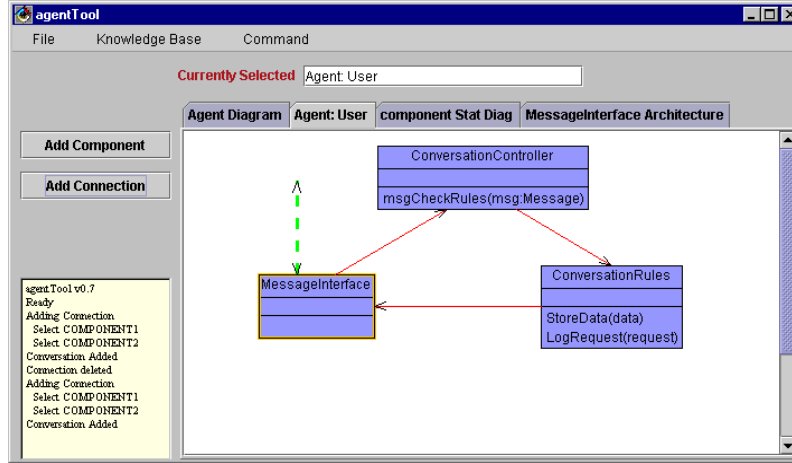 agentTool
File Knowledge Base Command
Currently Selected Agent: User
Agent Diagram Agent: User component Stat Diag MessageInterface Architecture
Add Component
Add Connection
ConversationController
msgCheckRules(msg:Message)
MessageInterface
ConversationRules
StoreData(data)
LogRequest(request)
agentTool v0.7
Ready
Adding Connection
Select COMPONENT1
Select COMPONENT2
Conversation Added
Connection deleted
Adding Connection
Select COMPONENT1
Select COMPONENT2
Conversation Added